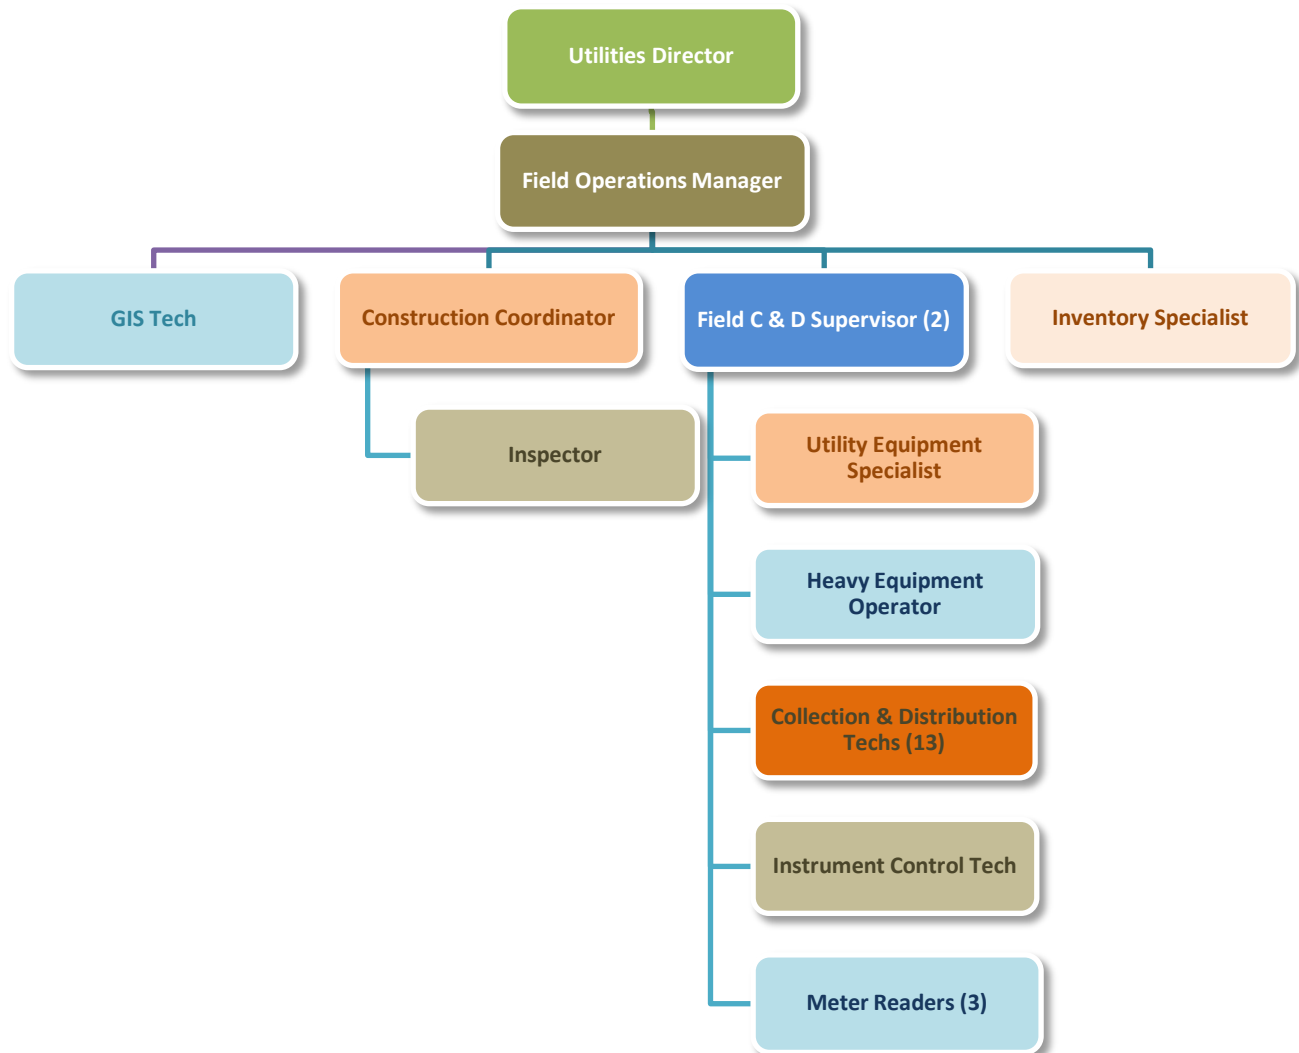 Utilities Director
Field Operations Manager
GIS Tech
Construction Coordinator
Field C & D Supervisor (2)
Inventory Specialist
Inspector
Utility Equipment
Specialist
Heavy Equipment
Operator
Collection & Distribution
Techs (13)
Instrument Control Tech
Meter Readers (3)